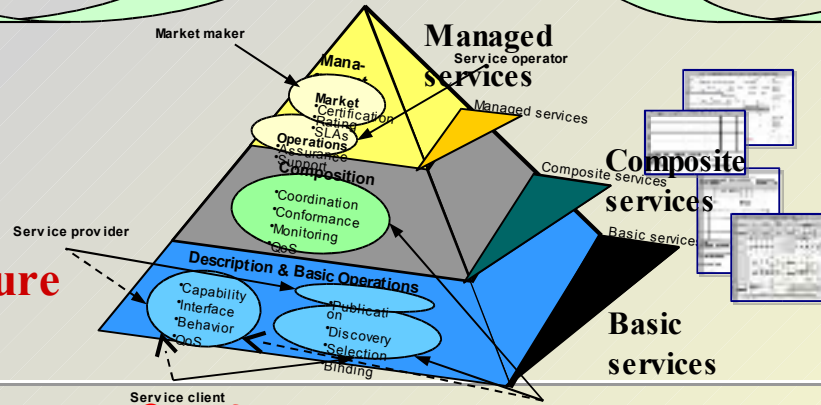 Market maker
Managed
services
Service operator
Mana-
Market
•Certification
•Rating
•SLAs
Operations
•Assurance
•Support
Managed services
Composition
•Coordination
•Conformance
•Monitoring
•QoS
Composite services
Composite
services
Basic services
Service provider
ure
Description & Basic Operations
•Capability
•Interface
•Behavior
•QoS
•Publicati
on
•Discovery
•Selection
•Binding
Basic
services
Service client